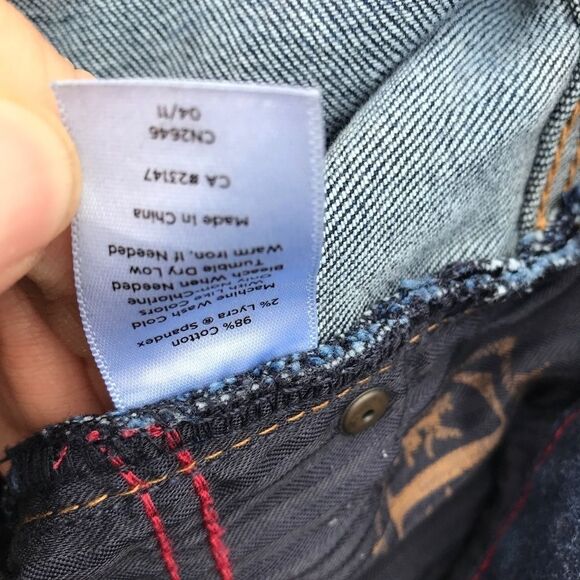 98% Cotton
2% Lycra ® Spandex
Machine Wash Cold
With Like Colors
Non-Chlorine
Bleach When Needed
Tumble Dry Low
Warm Iron, If Needed
Made in China
CA #23147
CN2646
04/11